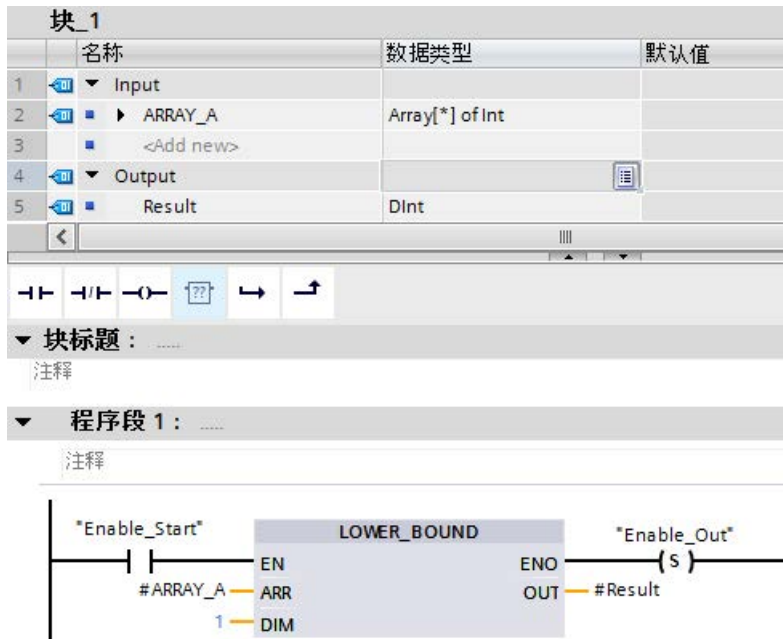 块_1
名称 数据类型 默认值
1 Input
2 ARRAY_A Array[*] of Int
3 <Add new>
4 Output
5 Result DInt
??
块标题： .....
注释
程序段 1： .....
注释
"Enable_Start" LOWER_BOUND "Enable_Out"
EN ENO S
#ARRAY_A ARR OUT #Result
1 DIM